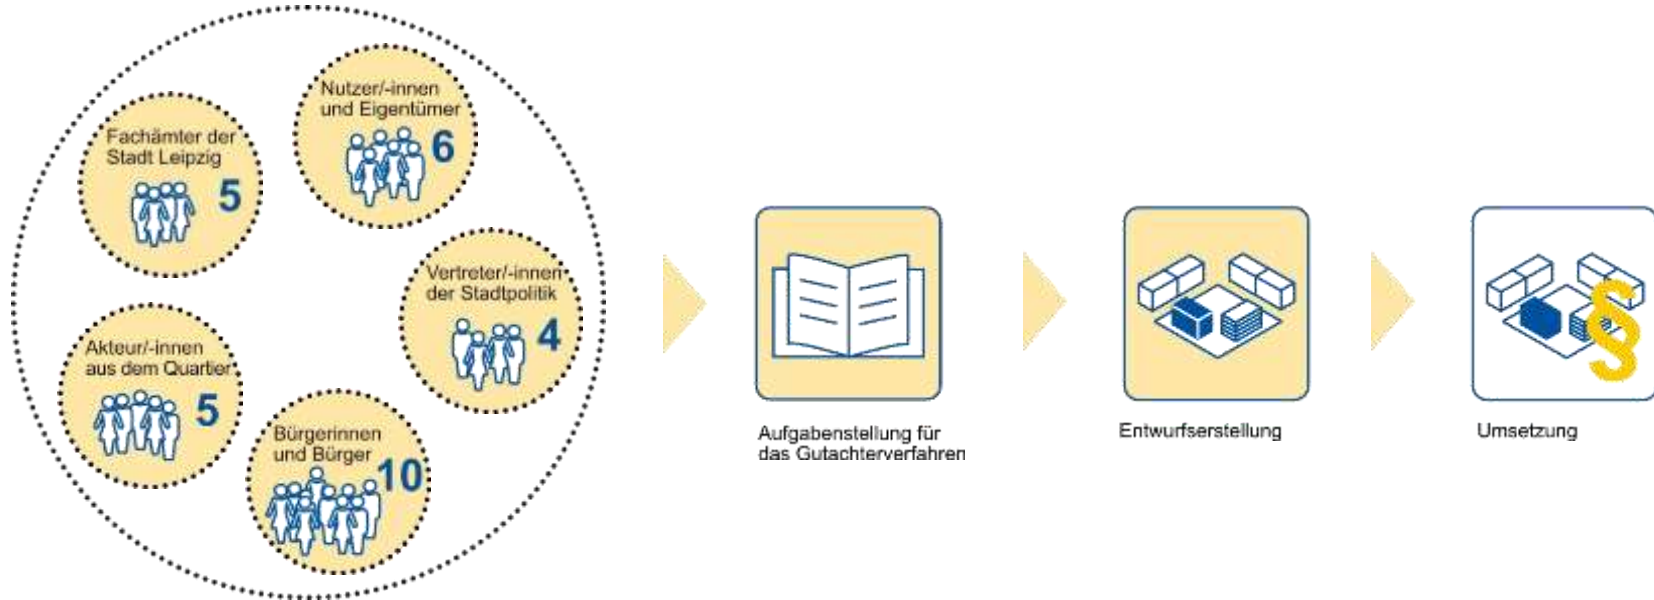 Nutzer/-innen
und Eigentümer
6
Fachämter der
Stadt Leipzig
5
Vertreter/-innen
der Stadtpolitik
4
Akteur/-innen
aus dem Quartier
5
Bürgerinnen
und Bürger
10
Aufgabenstellung für
das Gutachterverfahren
Entwurfserstellung
§
Umsetzung